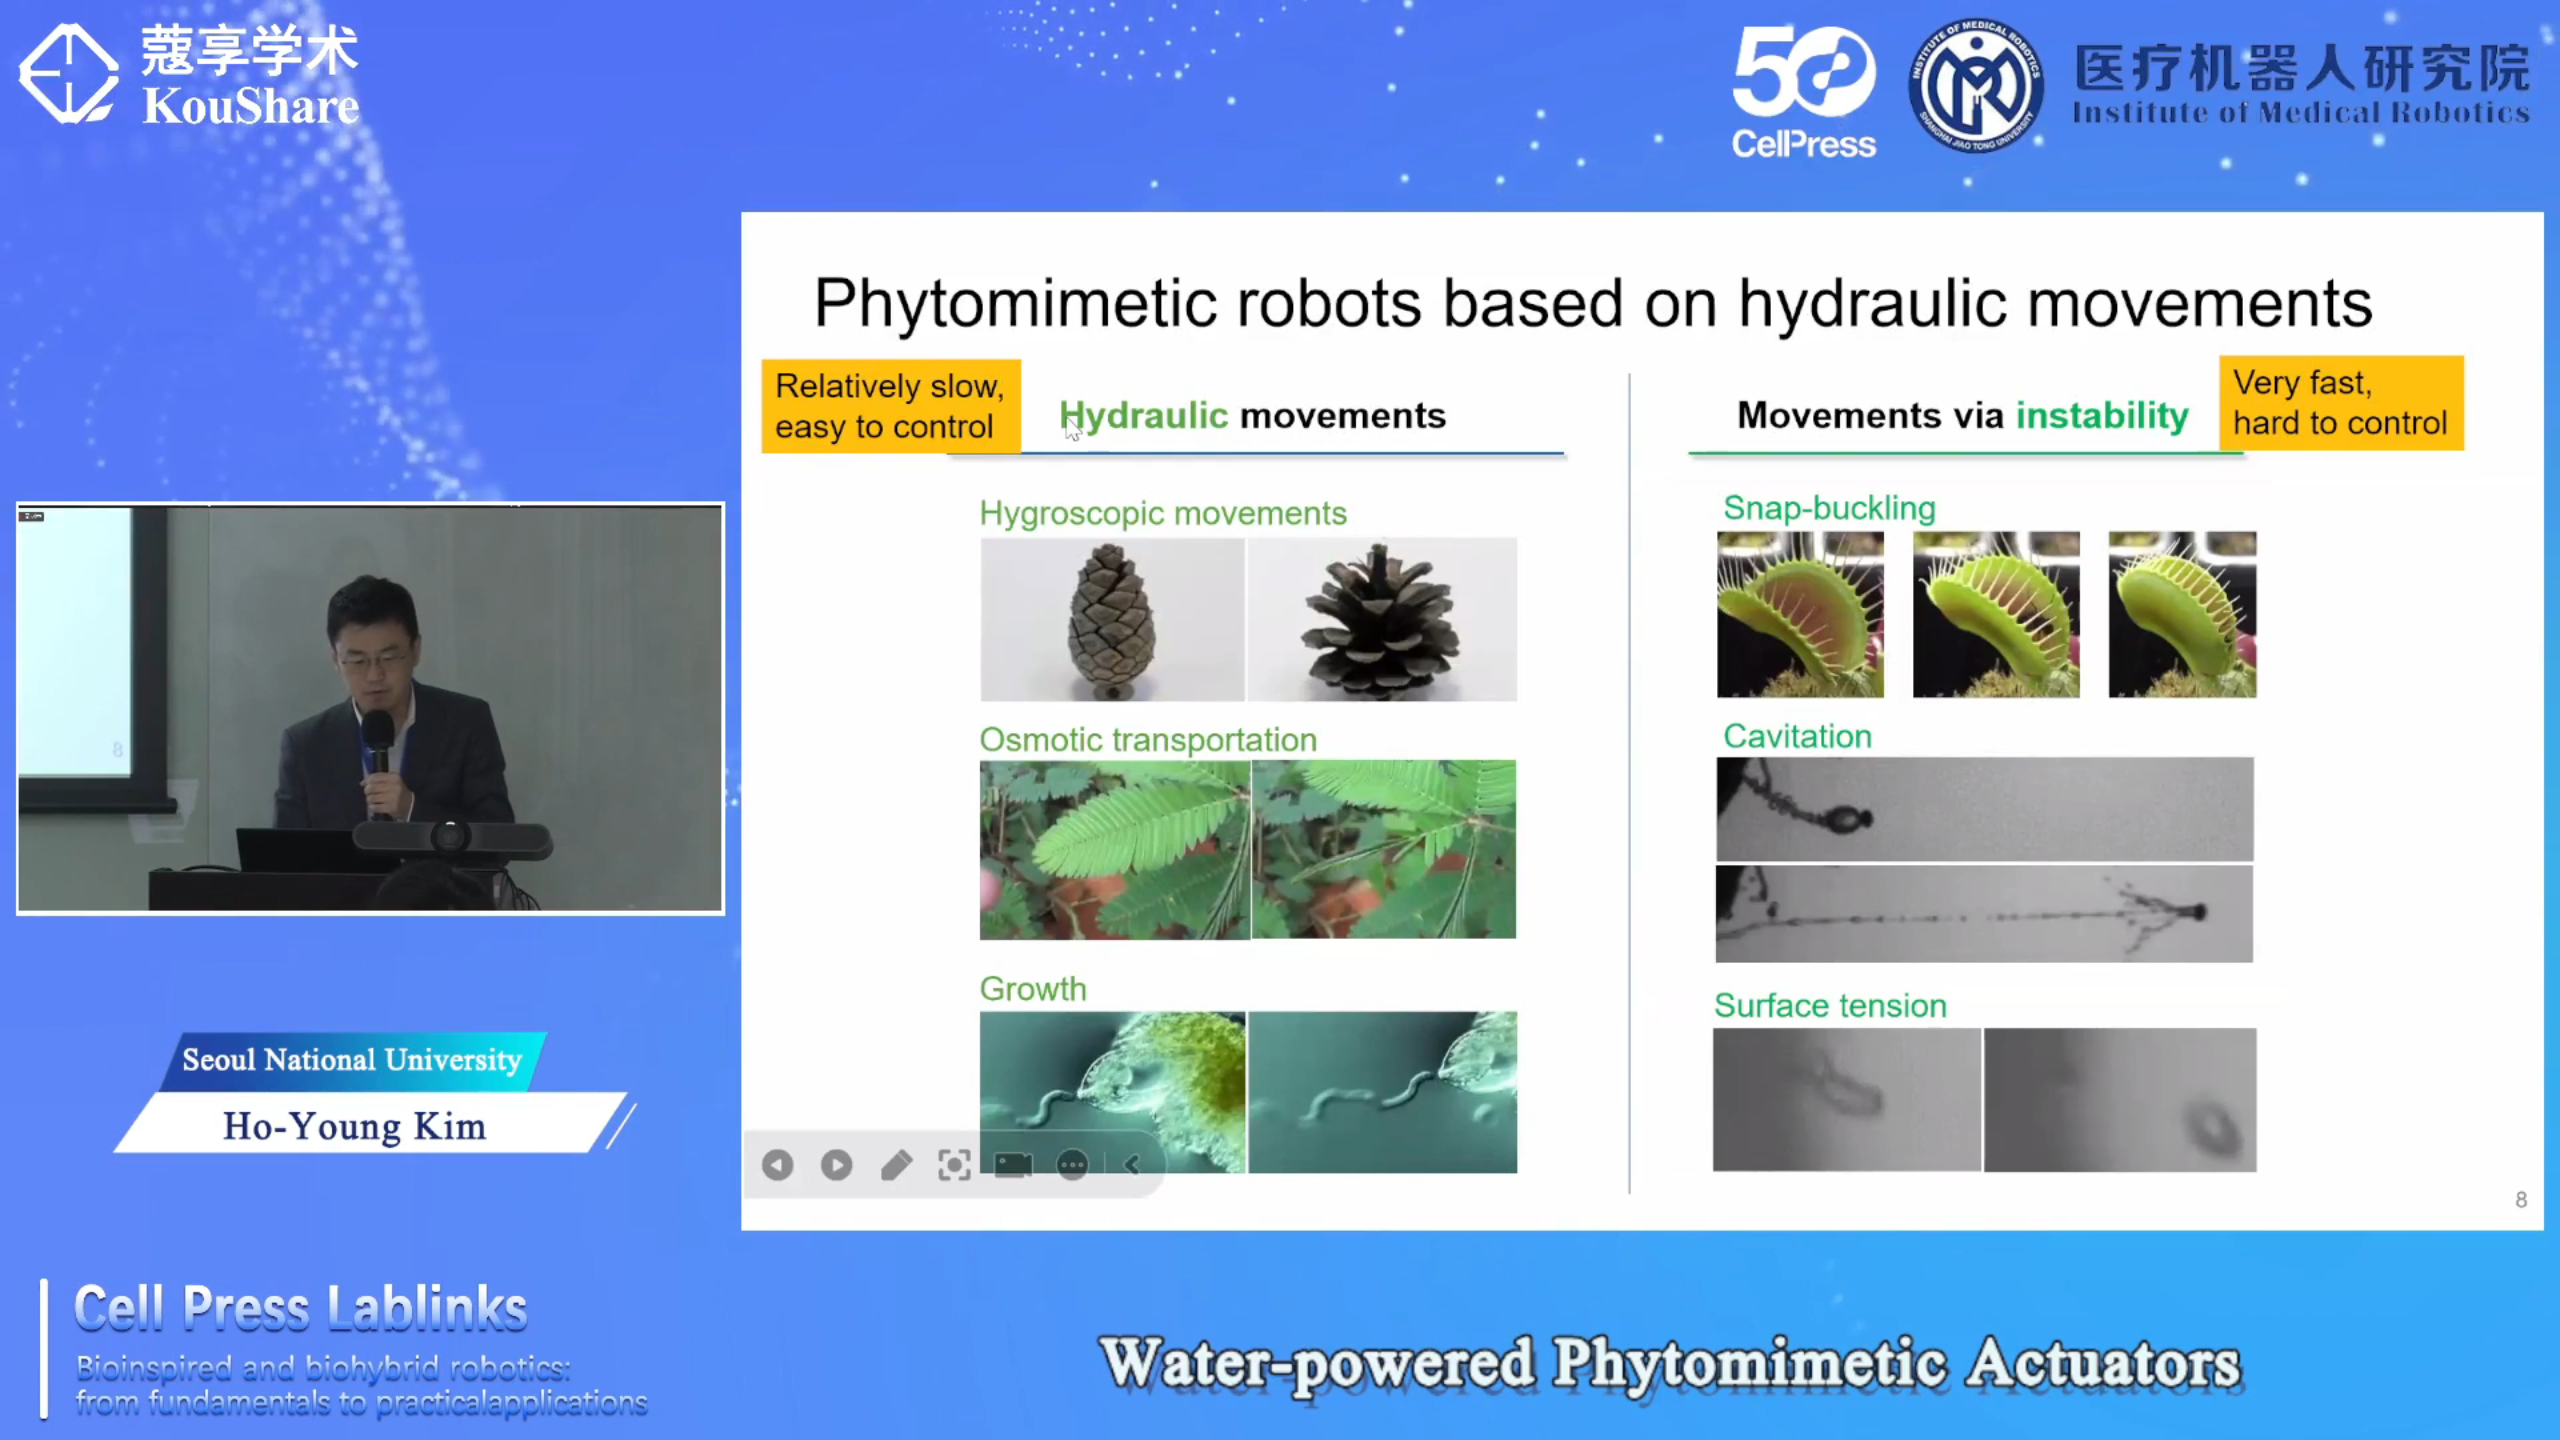 蔻享学术
KouShare
50
CellPress
INSTITUTE OF MEDICAL ROBOTICS
SHANGHAI JIAO TONG UNIVERSITY
医疗机器人研究院
Institute of Medical Robotics
Phytomimetic robots based on hydraulic movements
Relatively slow,
easy to control
Hydraulic movements
Hygroscopic movements
Osmotic transportation
Growth
Movements via instability
Very fast,
hard to control
Snap-buckling
Cavitation
Surface tension
8
8
Seoul National University
Ho-Young Kim
Cell Press Lablinks
Bioinspired and biohybrid robotics:
from fundamentals to practicalapplications
Water-powered Phytomimetic Actuators